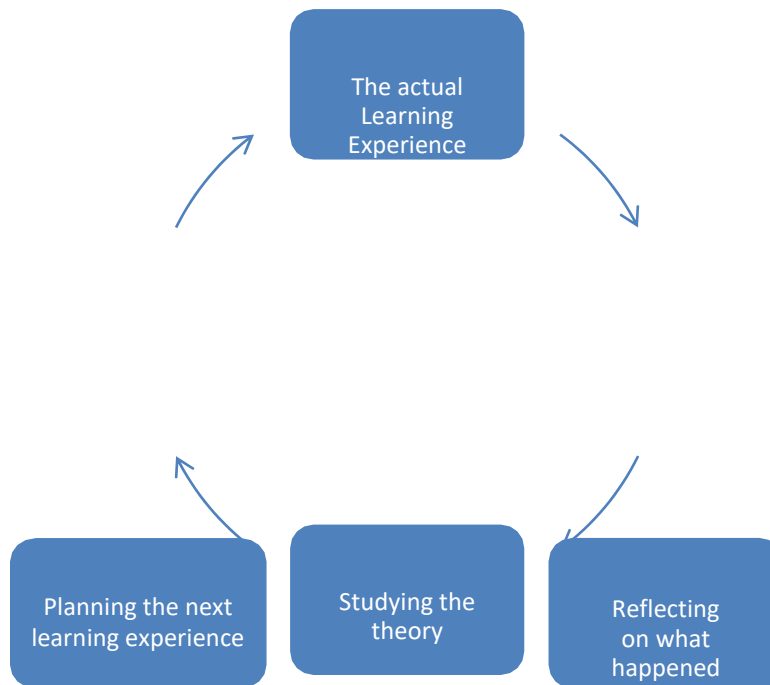 The actual
Learning
Experience
Planning the next
learning experience
Studying the
theory
Reflecting
on what
happened